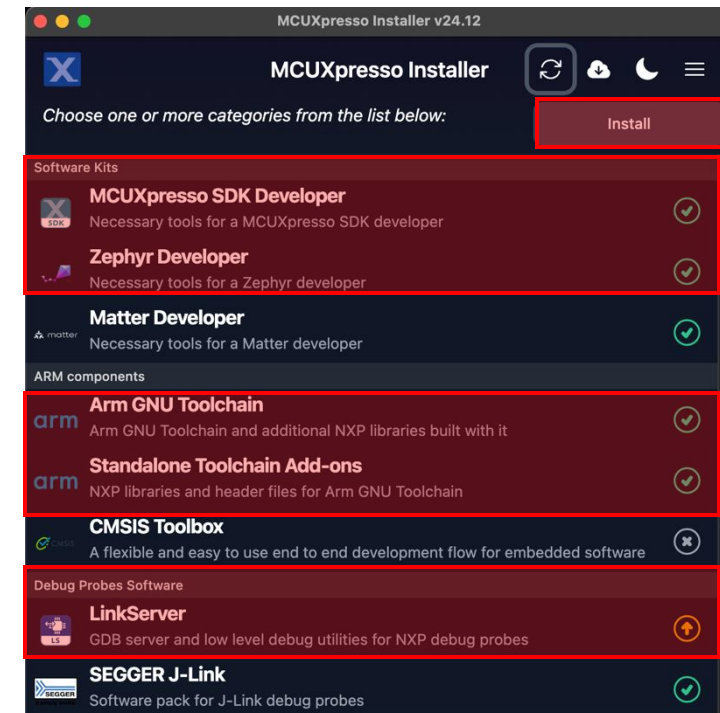 MCUXpresso Installer v24.12
X
MCUXpresso Installer
Choose one or more categories from the list below:
Install
Software Kits
SDK
MCUXpresso SDK Developer
Necessary tools for a MCUXpresso SDK developer
Zephyr Developer
Necessary tools for a Zephyr developer
matter
Matter Developer
Necessary tools for a Matter developer
ARM components
arm
Arm GNU Toolchain
Arm GNU Toolchain and additional NXP libraries built with it
arm
Standalone Toolchain Add-ons
NXP libraries and header files for Arm GNU Toolchain
CMSIS
CMSIS Toolbox
A flexible and easy to use end to end development flow for embedded software
Debug Probes Software
LS
LinkServer
GDB server and low level debug utilities for NXP debug probes
SEGGER
SEGGER J-Link
Software pack for J-Link debug probes